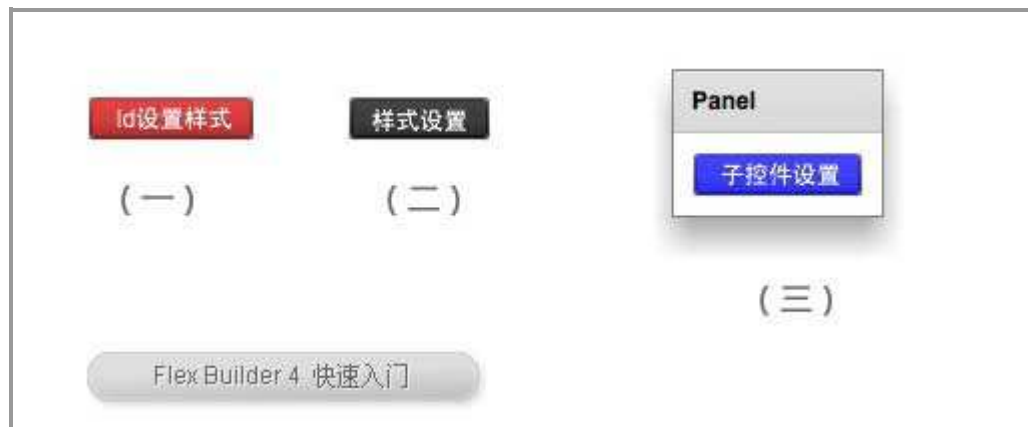 Id设置样式
样式设置
Panel
子控件设置
(一)
(二)
(三)
Flex Builder 4 快速入门